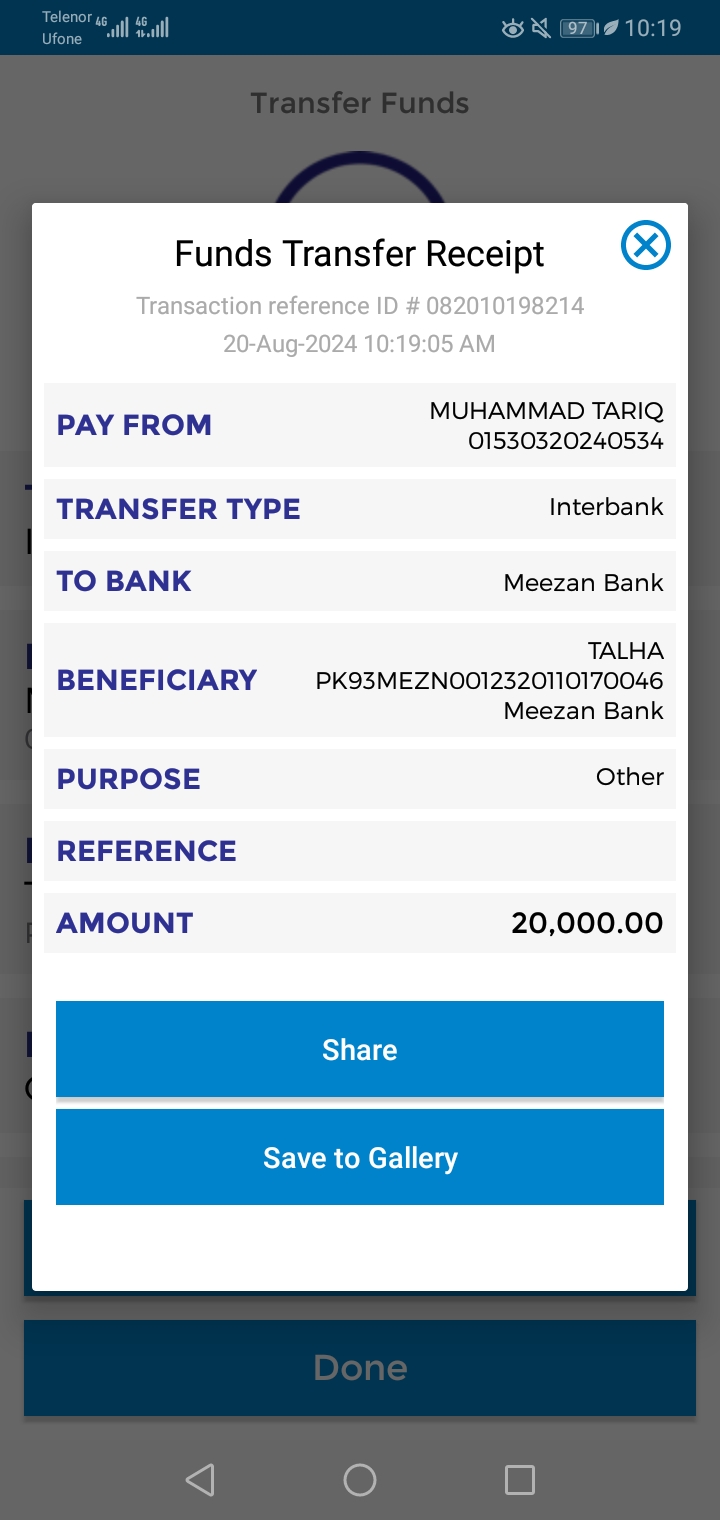 Telenor 4G 4G
Ufone
97 10:19
Transfer Funds
Funds Transfer Receipt
Transaction reference ID # 082010198214
20-Aug-2024 10:19:05 AM
PAY FROM
MUHAMMAD TARIQ
01530320240534
TRANSFER TYPE
Interbank
TO BANK
Meezan Bank
BENEFICIARY
TALHA
PK93MEZN0012320110170046
Meezan Bank
PURPOSE
Other
REFERENCE
AMOUNT
20,000.00
Share
Save to Gallery
Done